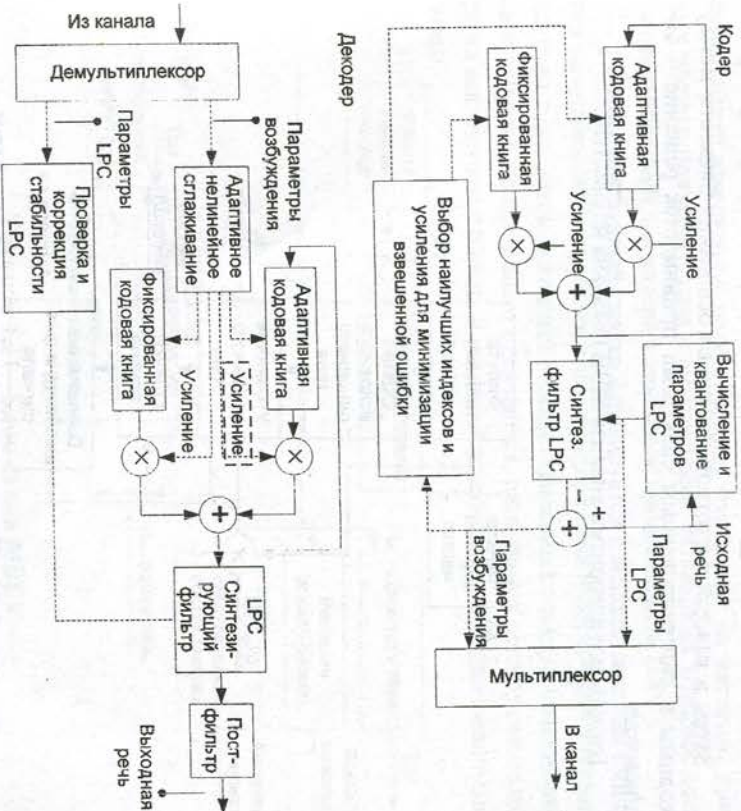 Кодер
Адаптивная
кодовая книга
Усиление
Фиксированная
кодовая книга
Усиление
Выбор наилучших индексов и
усиления для минимизации
взвешенной ошибки
Вычисление и
квантование
параметров
LPC
Синтез.
фильтр LPC
Исходная
речь
Параметры
LPC
Параметры
возбуждения
Мультиплексор
В канал
Декодер
Из канала
Демультиплексор
Параметры
возбуждения
Параметры
LPC
Адаптивное
нелинейное
сглаживание
Проверка и
коррекция
стабильности
LPC
Адаптивная
кодовая книга
Усиление
Фиксированная
кодовая книга
Усиление
LPC
Синтези-
рующий
фильтр
Пост-
фильтр
Выходная
речь